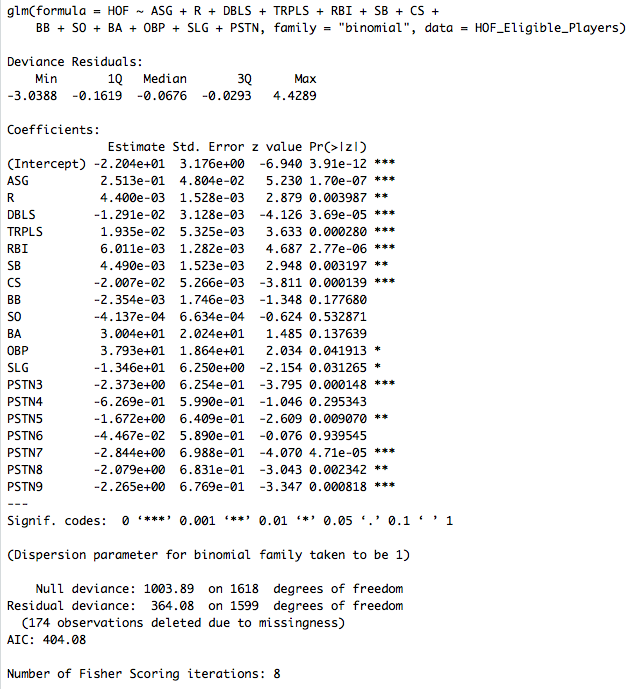 glm(formula = HOF ~ ASG + R + DBLS + TRPLS + RBI + SB + CS +
    BB + SO + BA + OBP + SLG + PSTN, family = "binomial", data = HOF_Eligible_Players)

Deviance Residuals:
    Min       1Q   Median       3Q      Max
-3.0388  -0.1619  -0.0676  -0.0293   4.4289

Coefficients:
              Estimate Std. Error z value Pr(>|z|)
(Intercept) -2.204e+01  3.176e+00  -6.940 3.91e-12 ***
ASG          2.513e-01  4.804e-02   5.230 1.70e-07 ***
R            4.400e-03  1.528e-03   2.879 0.003987 **
DBLS        -1.291e-02  3.128e-03  -4.126 3.69e-05 ***
TRPLS        1.935e-02  5.325e-03   3.633 0.000280 ***
RBI          6.011e-03  1.282e-03   4.687 2.77e-06 ***
SB           4.490e-03  1.523e-03   2.948 0.003197 **
CS          -2.007e-02  5.266e-03  -3.811 0.000139 ***
BB          -2.354e-03  1.746e-03  -1.348 0.177680
SO          -4.137e-04  6.634e-04  -0.624 0.532871
BA           3.004e+01  2.024e+01   1.485 0.137639
OBP          3.793e+01  1.864e+01   2.034 0.041913 *
SLG         -1.346e+01  6.250e+00  -2.154 0.031265 *
PSTN3       -2.373e+00  6.254e-01  -3.795 0.000148 ***
PSTN4       -6.269e-01  5.990e-01  -1.046 0.295343
PSTN5       -1.672e+00  6.409e-01  -2.609 0.009070 **
PSTN6       -4.467e-02  5.890e-01  -0.076 0.939545
PSTN7       -2.844e+00  6.988e-01  -4.070 4.71e-05 ***
PSTN8       -2.079e+00  6.831e-01  -3.043 0.002342 **
PSTN9       -2.265e+00  6.769e-01  -3.347 0.000818 ***
---
Signif. codes:  0 ‘***’ 0.001 ‘**’ 0.01 ‘*’ 0.05 ‘.’ 0.1 ‘ ’ 1

(Dispersion parameter for binomial family taken to be 1)

    Null deviance: 1003.89  on 1618  degrees of freedom
Residual deviance:  364.08  on 1599  degrees of freedom
  (174 observations deleted due to missingness)
AIC: 404.08

Number of Fisher Scoring iterations: 8